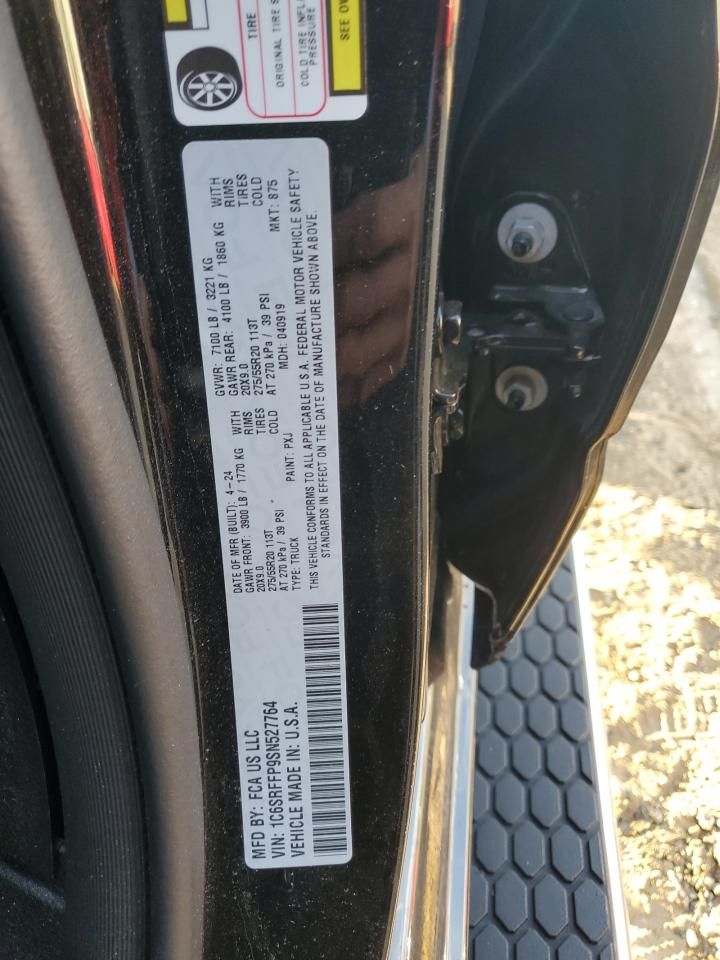 TIRE
ORIGINAL TIRE S
COLD TIRE INFL
PRESSURE
SEE OW
MFD BY: FCA US LLC
VIN: 1C6SRFFP9SN527764
VEHICLE MADE IN: U.S.A.
DATE OF MFR (BUILT): 4-24 GVWR: 7100 LB / 3221 KG
GAWR FRONT: 3900 LB / 1770 KG WITH GAWR REAR: 4100 LB / 1860 KG WITH
20X9.0 RIMS 20X9.0 RIMS
275/55R20 113T TIRES 275/55R20 113T TIRES
AT 270 kPa / 39 PSI COLD AT 270 kPa / 39 PSI COLD
TYPE: TRUCK PAINT: PXJ MDH: 040919 MKT: 875
THIS VEHICLE CONFORMS TO ALL APPLICABLE U.S.A. FEDERAL MOTOR VEHICLE SAFETY
STANDARDS IN EFFECT ON THE DATE OF MANUFACTURE SHOWN ABOVE.